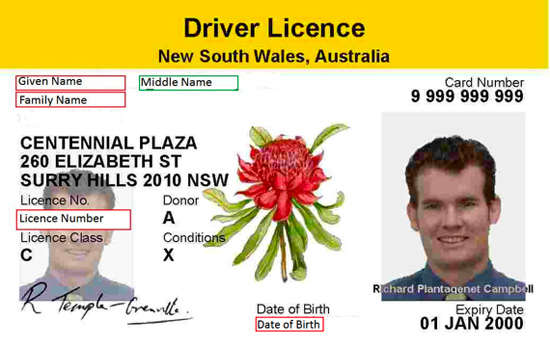 Driver Licence
New South Wales, Australia
Given Name Middle Name
Family Name
Card Number
9 999 999 999
CENTENNIAL PLAZA
260 ELIZABETH ST
SURRY HILLS 2010 NSW
Licence No. Donor
Licence Number A
Licence Class Conditions
C X
R Temple-Grenville.
Richard Plantagenet Campbell
Date of Birth
Date of Birth
Expiry Date
01 JAN 2000